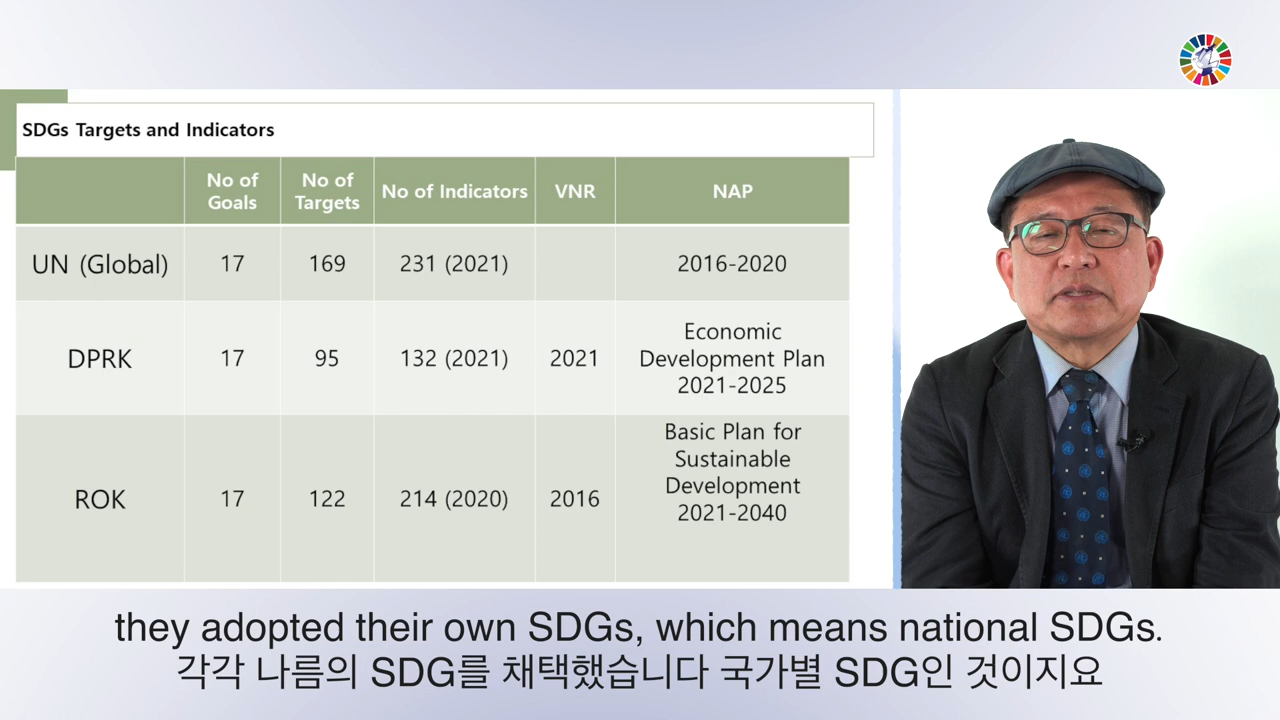 SDGs Targets and Indicators
No of Goals
No of Targets
No of Indicators
VNR
NAP
UN (Global)
17
169
231 (2021)
2016-2020
DPRK
17
95
132 (2021)
2021
Economic
Development Plan
2021-2025
ROK
17
122
214 (2020)
2016
Basic Plan for
Sustainable
Development
2021-2040
they adopted their own SDGs, which means national SDGs.
각각 나름의 SDG를 채택했습니다 국가별 SDG인 것이지요